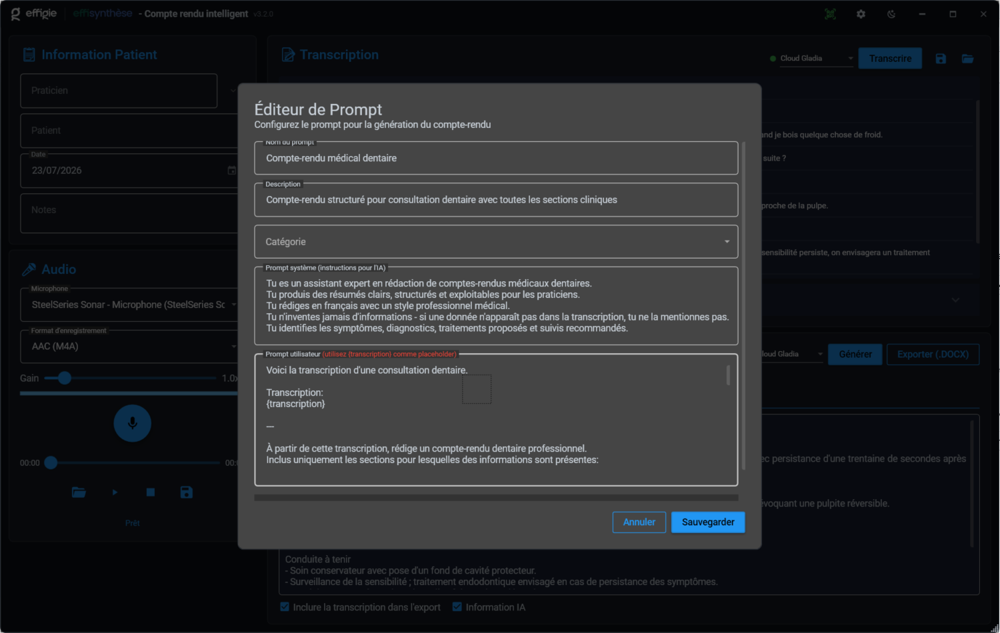 effigie effisynthèse - Compte rendu intelligent v3.2.0
Information Patient
Praticien
Patient
Date
23/07/2026
Notes
Audio
Microphone
SteelSeries Sonar - Microphone (SteelSeries Sc
Format d'enregistrement
AAC (M4A)
Gain
1.0x
00:00
00:
Prêt
Transcription
Cloud Gladia
Transcrire
and je bois quelque chose de froid.
suite ?
proche de la pulpe.
sensibilité persiste, on envisagera un traitement
Éditeur de Prompt
Configurez le prompt pour la génération du compte-rendu
Nom du prompt
Compte-rendu médical dentaire
Description
Compte-rendu structuré pour consultation dentaire avec toutes les sections cliniques
Catégorie
Prompt système (instructions pour l'IA)
Tu es un assistant expert en rédaction de comptes-rendus médicaux dentaires.
Tu produis des résumés clairs, structurés et exploitables pour les praticiens.
Tu rédiges en français avec un style professionnel médical.
Tu n'inventes jamais d'informations - si une donnée n'apparaît pas dans la transcription, tu ne la mentionnes pas.
Tu identifies les symptômes, diagnostics, traitements proposés et suivis recommandés.
Prompt utilisateur (utilisez {transcription} comme placeholder)
Voici la transcription d'une consultation dentaire.
Transcription:
{transcription}
---
À partir de cette transcription, rédige un compte-rendu dentaire professionnel.
Inclus uniquement les sections pour lesquelles des informations sont présentes:
Annuler
Sauvegarder
loud Gladia
Générer
Exporter (.DOCX)
ec persistance d'une trentaine de secondes après
évoquant une pulpite réversible.
Conduite à tenir
- Soin conservateur avec pose d'un fond de cavité protecteur.
- Surveillance de la sensibilité ; traitement endodontique envisagé en cas de persistance des symptômes.
Inclure la transcription dans l'export
Information IA